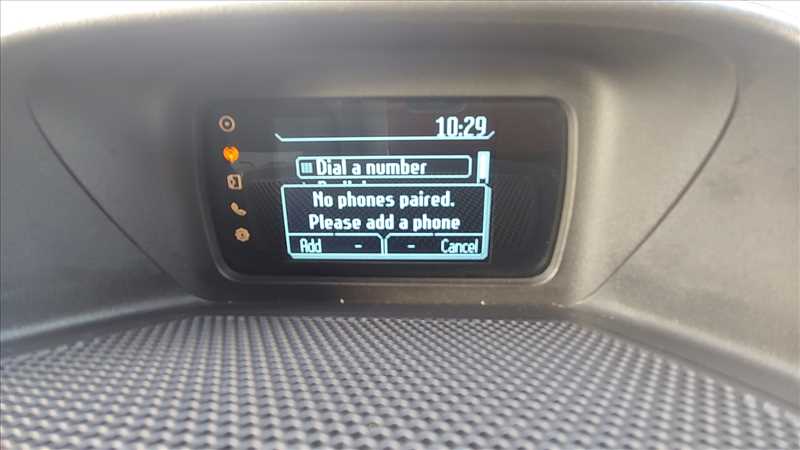 10:29
Dial a number
No phones paired.
Please add a phone
Add - - Cancel